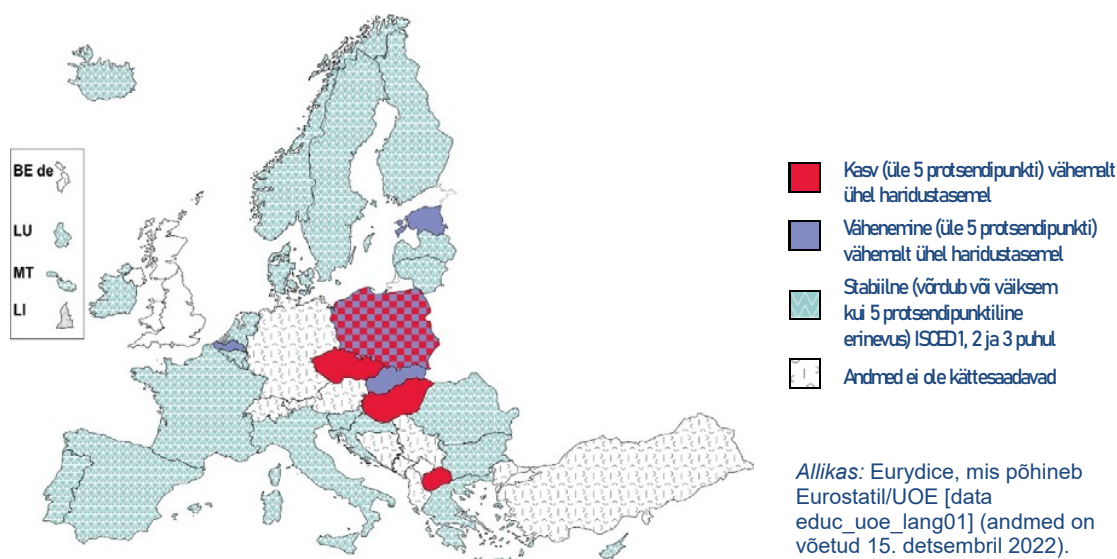 BE de
LU
MT
LI
Kasv (üle 5 protsendipunkti) vähemalt
ühel haridustasemel
Vähenemine (üle 5 protsendipunkti)
vähemalt ühel haridustasemel
Stabiilne (võrdub või väiksem
kui 5 protsendipunktiline
erinevus) ISCED 1, 2 ja 3 puhul
Andmed ei ole kättesaadavad
Allikas: Eurydice, mis põhineb
Eurostatil/UOE [data
educ_uoe_lang01] (andmed on
võetud 15. detsembril 2022).